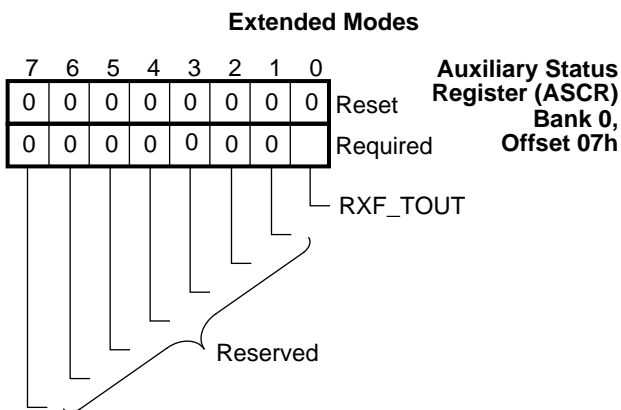 Extended Modes
7 6 5 4 3 2 1 0
0 0 0 0 0 0 0 0 Reset
0 0 0 0 0 0 0 Required
Auxiliary Status
Register (ASCR)
Bank 0,
Offset 07h
RXF_TOUT
Reserved